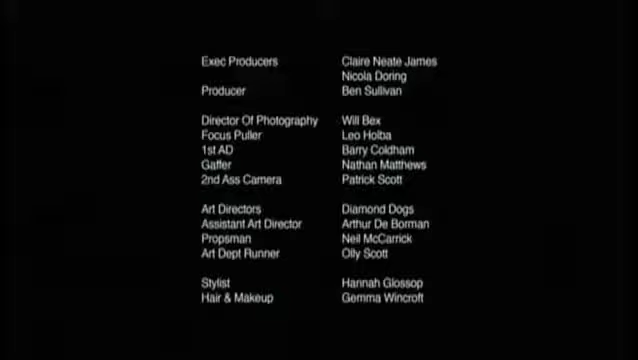 Exec Producers Claire Neate James
Nicola Doring
Producer Ben Sullivan
Director Of Photography Will Bex
Focus Puller Leo Holba
1st AD Barry Coldham
Gaffer Nathan Matthews
2nd Ass Camera Patrick Scott
Art Directors Diamond Dogs
Assistant Art Director Arthur De Borman
Propsman Neil McCarrick
Art Dept Runner Olly Scott
Stylist Hannah Glossop
Hair & Makeup Gemma Wincroft